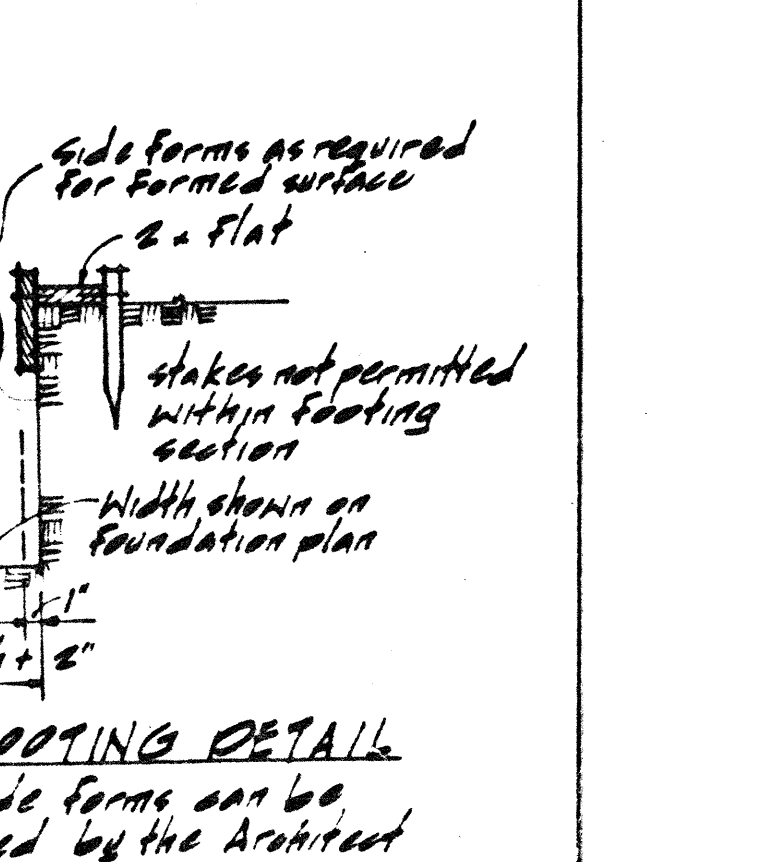 Side forms as required
for formed surface
2 x flat
stakes not permitted
within footing
section
Width shown on
foundation plan
1"
+ 2"
OOTING DETAIL
de forms can be
ed by the Architect